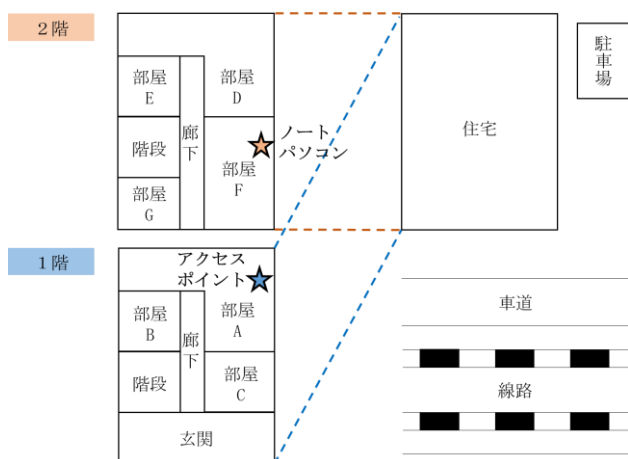 2階
部屋
E
部屋
D
階段
廊下
部屋
F
部屋
G
ノート
パソコン
住宅
駐車場
1階
アクセス
ポイント
部屋
B
部屋
A
廊下
階段
部屋
C
玄関
車道
線路